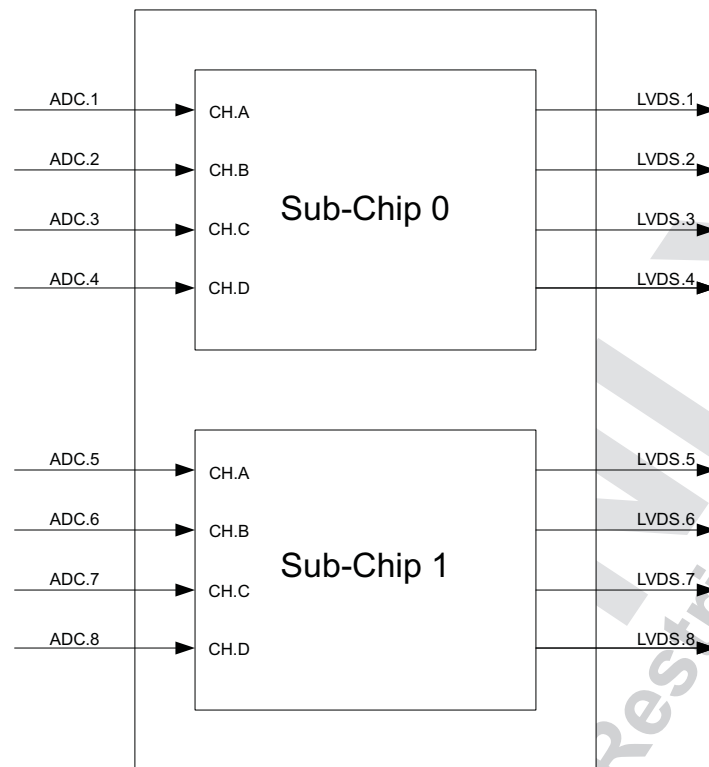 ADC.1
CH.A
LVDS.1
ADC.2
CH.B
LVDS.2
Sub-Chip 0
ADC.3
CH.C
LVDS.3
ADC.4
CH.D
LVDS.4
ADC.5
CH.A
LVDS.5
ADC.6
CH.B
LVDS.6
Sub-Chip 1
ADC.7
CH.C
LVDS.7
ADC.8
CH.D
LVDS.8